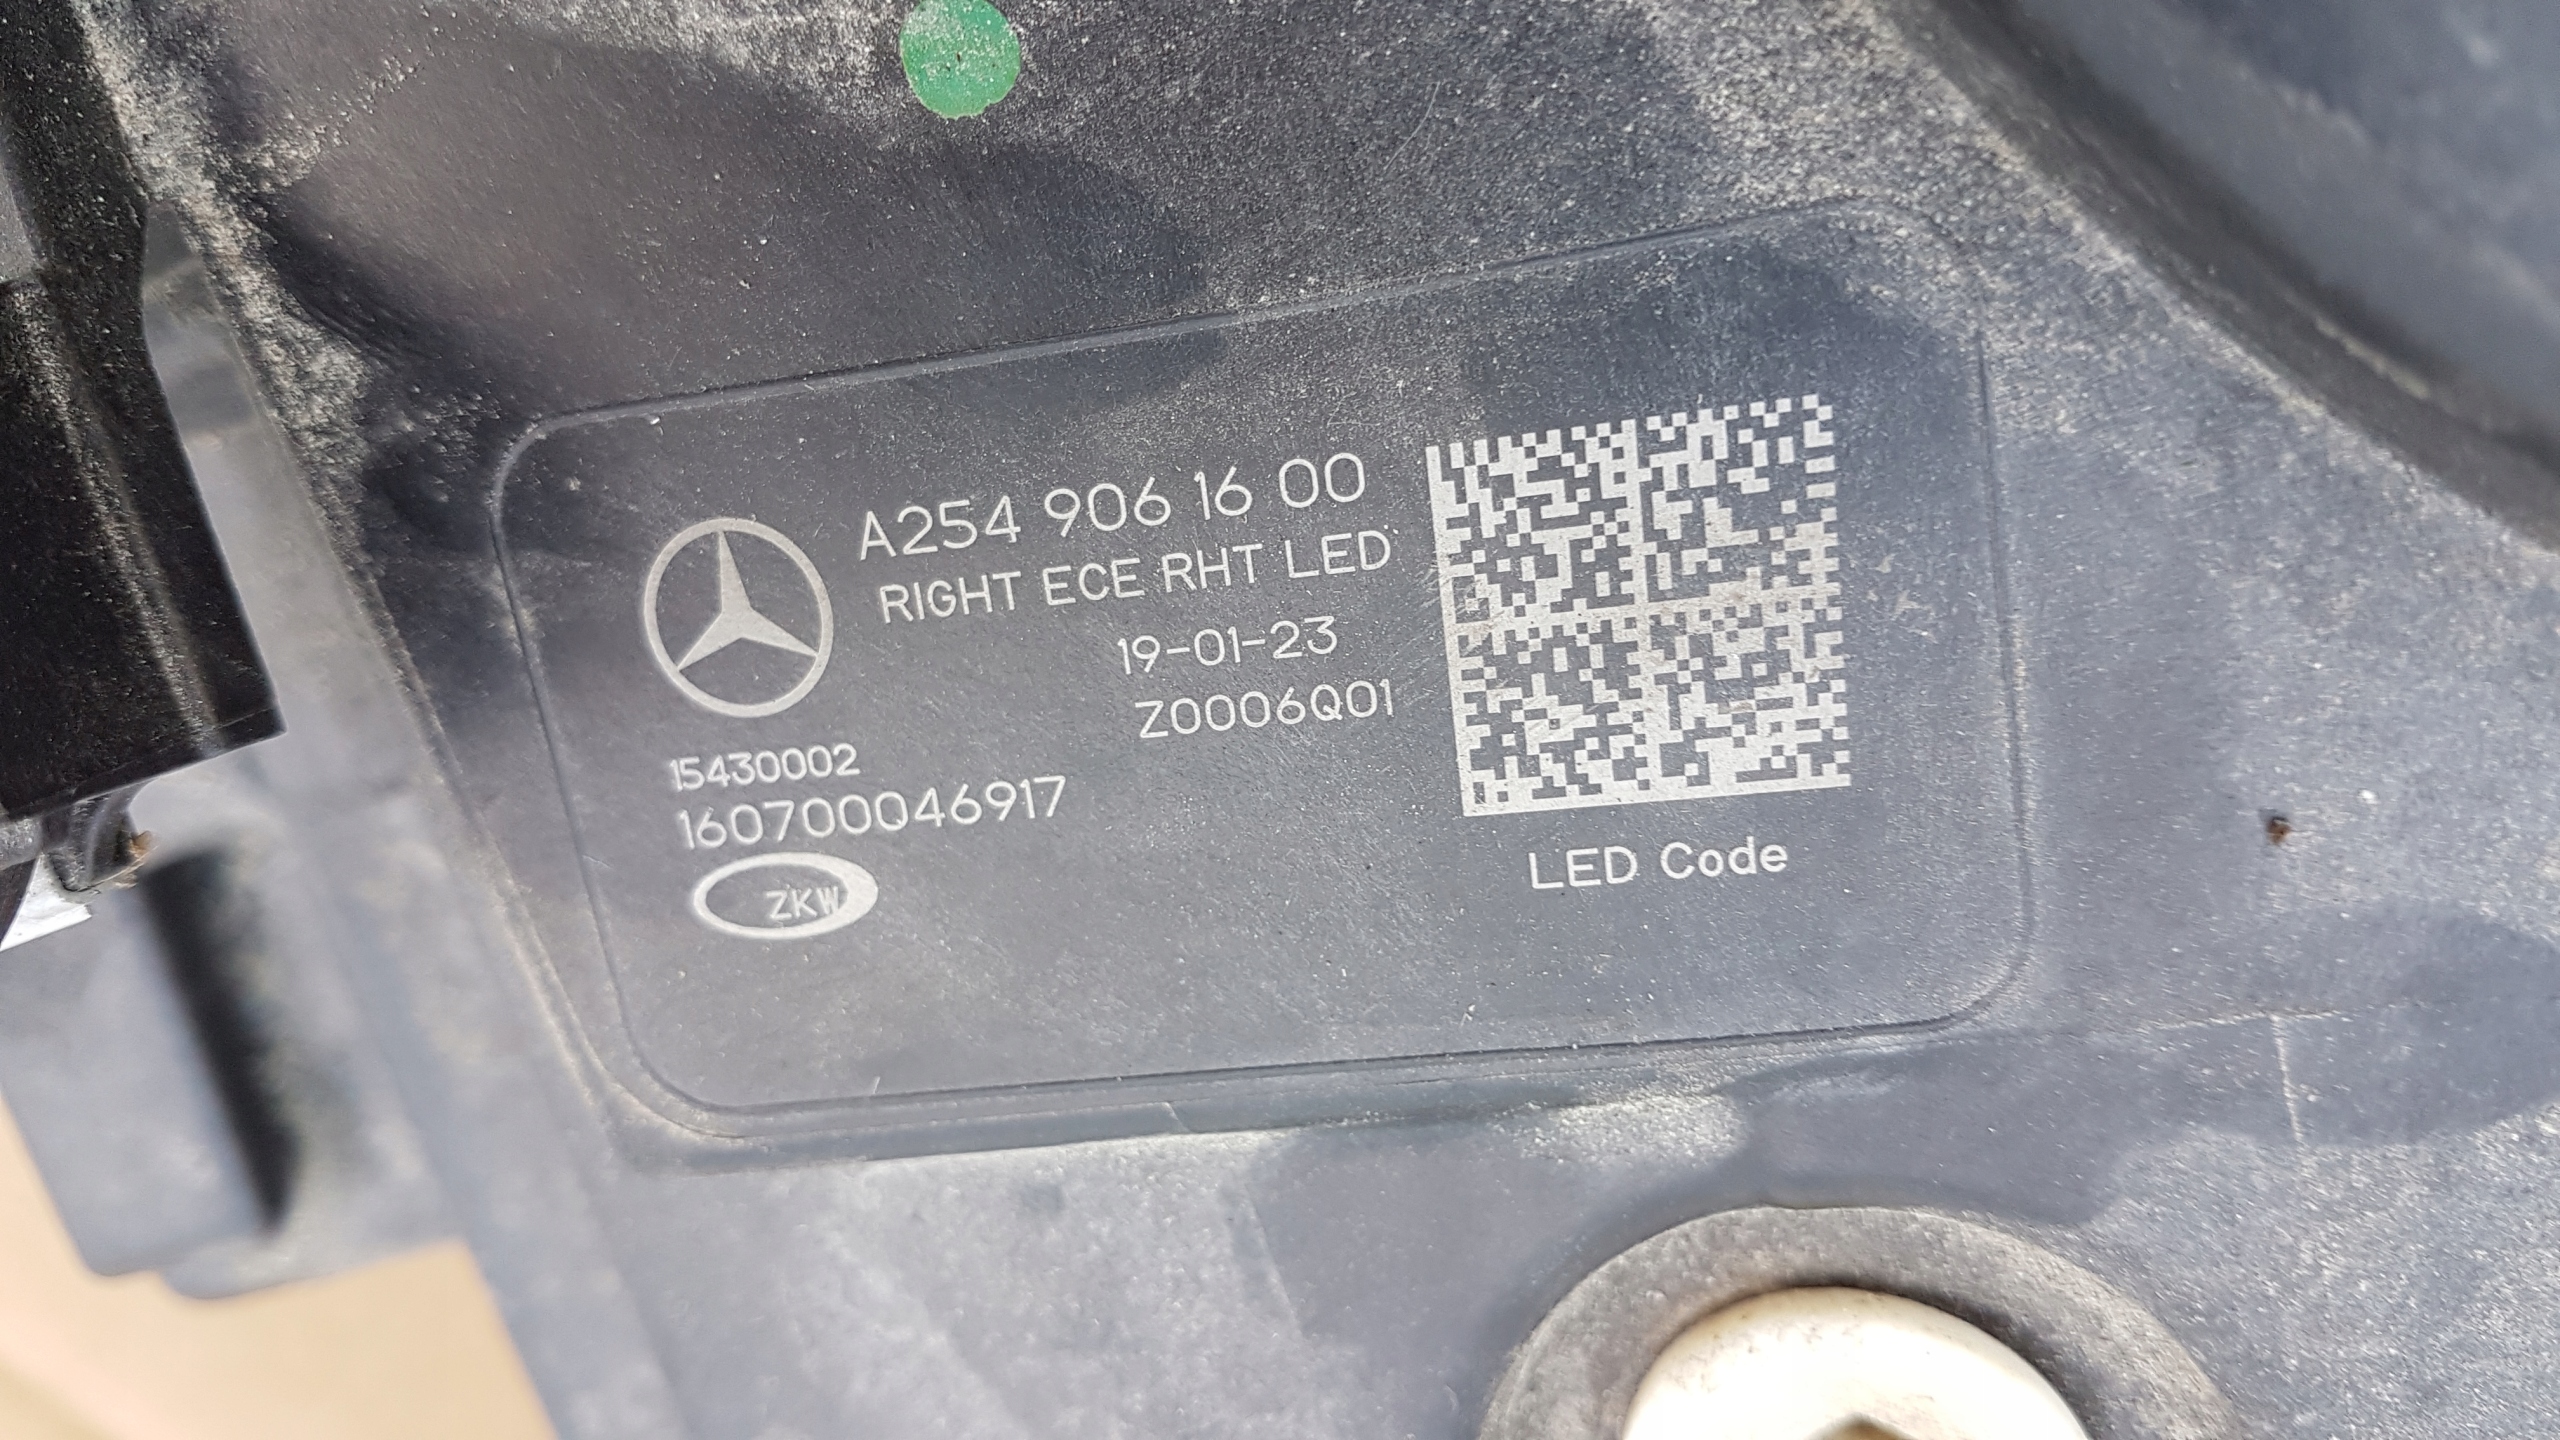 A254 906 16 00
RIGHT ECE RHT LED
19-01-23
Z0006Q01
15430002
160700046917
ZKW
LED Code